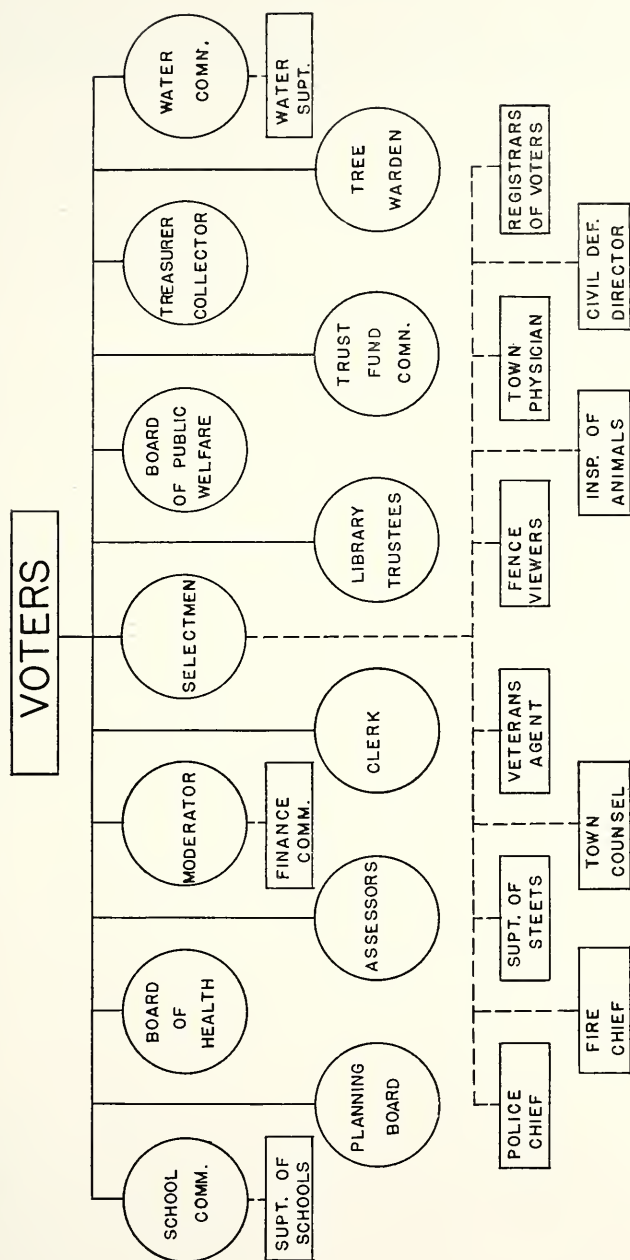 VOTERS
SCHOOL
COMM.
BOARD
OF
HEALTH
MODERATOR
SELECTMEN
BOARD
OF PUBLIC
WELFARE
TREASURER
COLLECTOR
WATER
COMN.
SUPT. OF
SCHOOLS
FINANCE
COMM.
WATER
SUPT.
PLANNING
BOARD
ASSESSORS
CLERK
LIBRARY
TRUSTEES
TRUST
FUND
COMN.
TREE
WARDEN
POLICE
CHIEF
SUPT. OF
STEETS
VETERANS
AGENT
FENCE
VIEWERS
TOWN
PHYSICIAN
REGISTRARS
OF VOTERS
FIRE
CHIEF
TOWN
COUNSEL
INSP. OF
ANIMALS
CIVIL DEF.
DIRECTOR